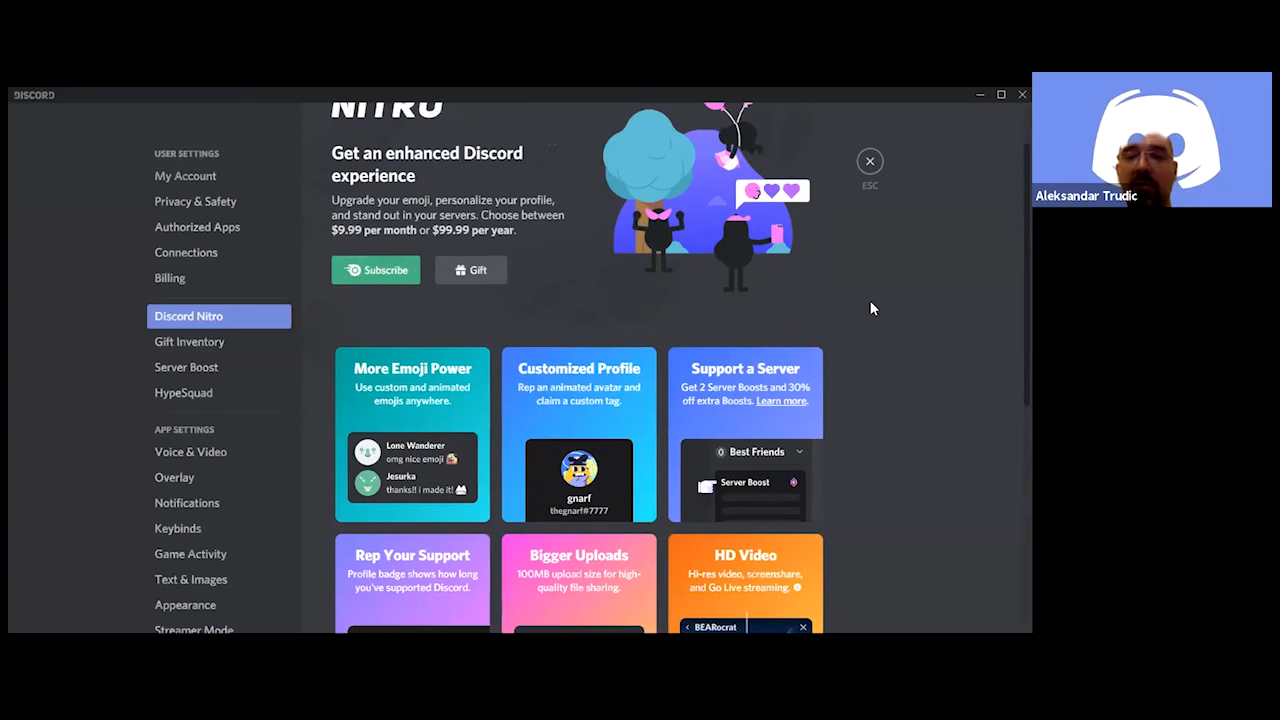 DISCORD
NITRO
USER SETTINGS
My Account
Privacy & Safety
Authorized Apps
Connections
Billing
Discord Nitro
Gift Inventory
Server Boost
HypeSquad
APP SETTINGS
Voice & Video
Overlay
Notifications
Keybinds
Game Activity
Text & Images
Appearance
Streamer Mode
Get an enhanced Discord
experience
Upgrade your emoji, personalize your profile,
and stand out in your servers. Choose between
$9.99 per month or $99.99 per year.
Subscribe
Gift
ESC
More Emoji Power
Use custom and animated
emojis anywhere.
Lone Wanderer
omg nice emoji
Jesurka
thanks!! i made it!
Customized Profile
Rep an animated avatar and
claim a custom tag.
gnarf
thegnarf#7777
Support a Server
Get 2 Server Boosts and 30%
off extra Boosts. Learn more.
Best Friends
Server Boost
Rep Your Support
Profile badge shows how long
you've supported Discord.
Bigger Uploads
100MB upload size for high-
quality file sharing.
HD Video
Hi-res video, screenshare,
and Go Live streaming.
BEARocrat
Aleksandar Trudic